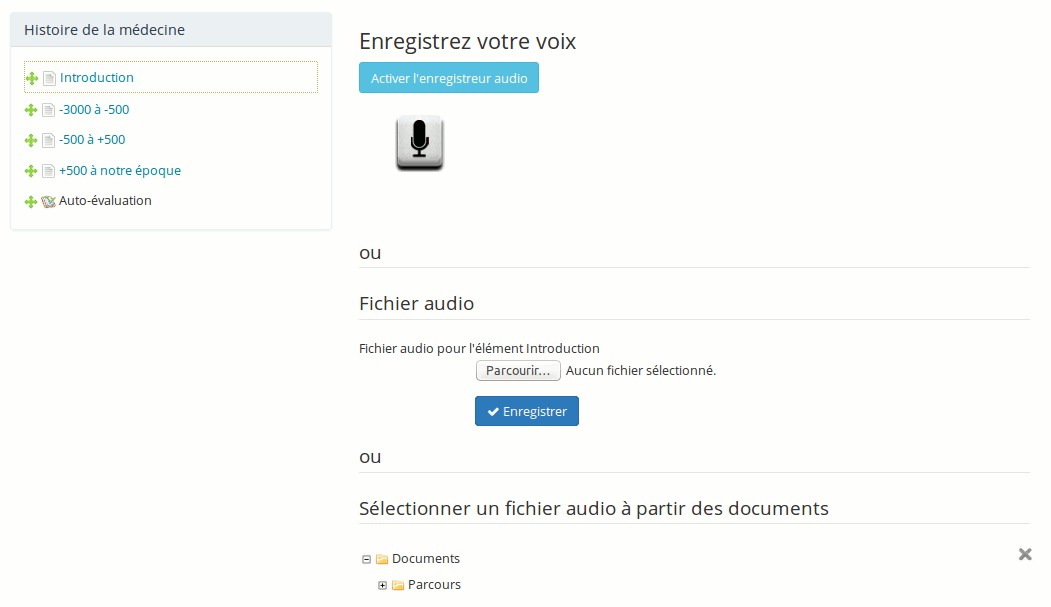 Histoire de la médecine
Introduction
-3000 à -500
-500 à +500
+500 à notre époque
Auto-évaluation
Enregistrez votre voix
Activer l'enregistreur audio
ou
Fichier audio
Fichier audio pour l'élément Introduction
Parcourir... Aucun fichier sélectionné.
Enregistrer
ou
Sélectionner un fichier audio à partir des documents
Documents
Parcours